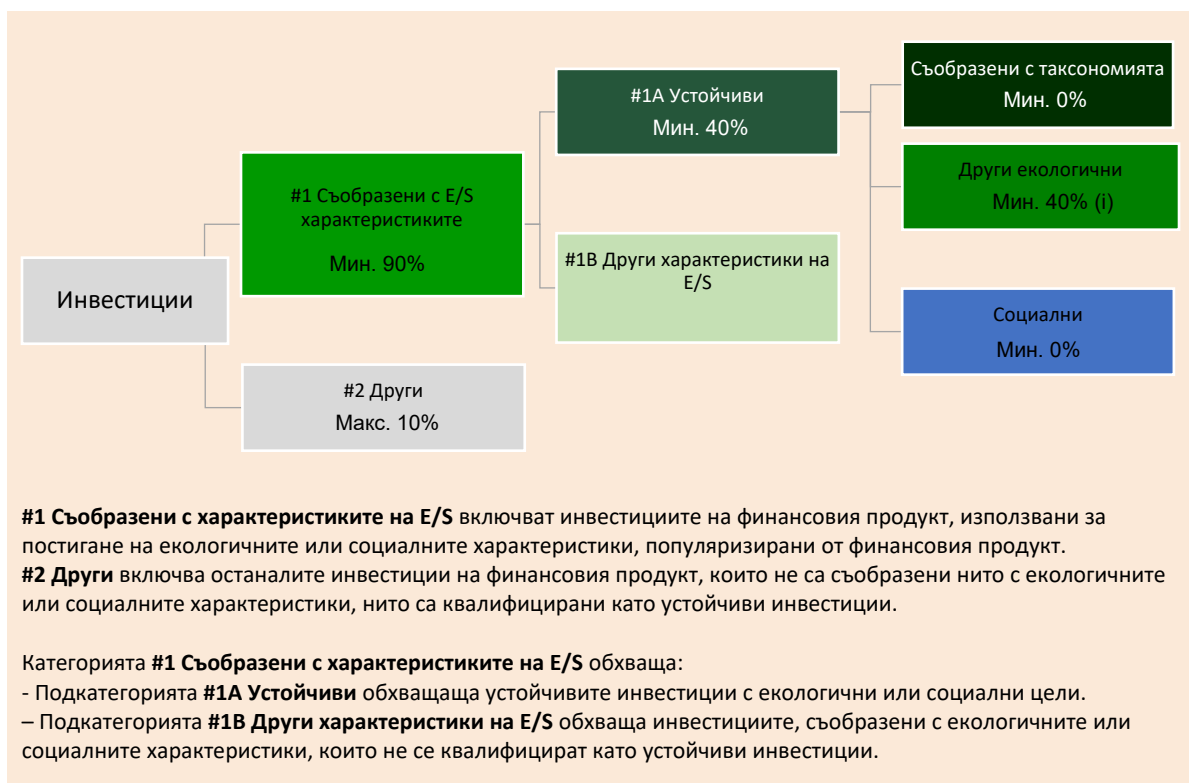 Съобразени с таксономията
Мин. 0%
#1А Устойчиви
Мин. 40%
Други екологични
Мин. 40% (i)
#1 Съобразени с E/S
характеристиките
Мин. 90%
#1В Други характеристики на
E/S
Инвестиции
Социални
Мин. 0%
#2 Други
Макс. 10%
#1 Съобразени с характеристиките на E/S включват инвестициите на финансовия продукт, използвани за
постигане на екологичните или социалните характеристики, популяризирани от финансовия продукт.
#2 Други включва останалите инвестиции на финансовия продукт, които не са съобразени нито с екологичните
или социалните характеристики, нито са квалифицирани като устойчиви инвестиции.
Категорията #1 Съобразени с характеристиките на E/S обхваща:
- Подкатегорията #1А Устойчиви обхващаща устойчивите инвестиции с екологични или социални цели.
– Подкатегорията #1В Други характеристики на E/S обхваща инвестициите, съобразени с екологичните или
социалните характеристики, които не се квалифицират като устойчиви инвестиции.